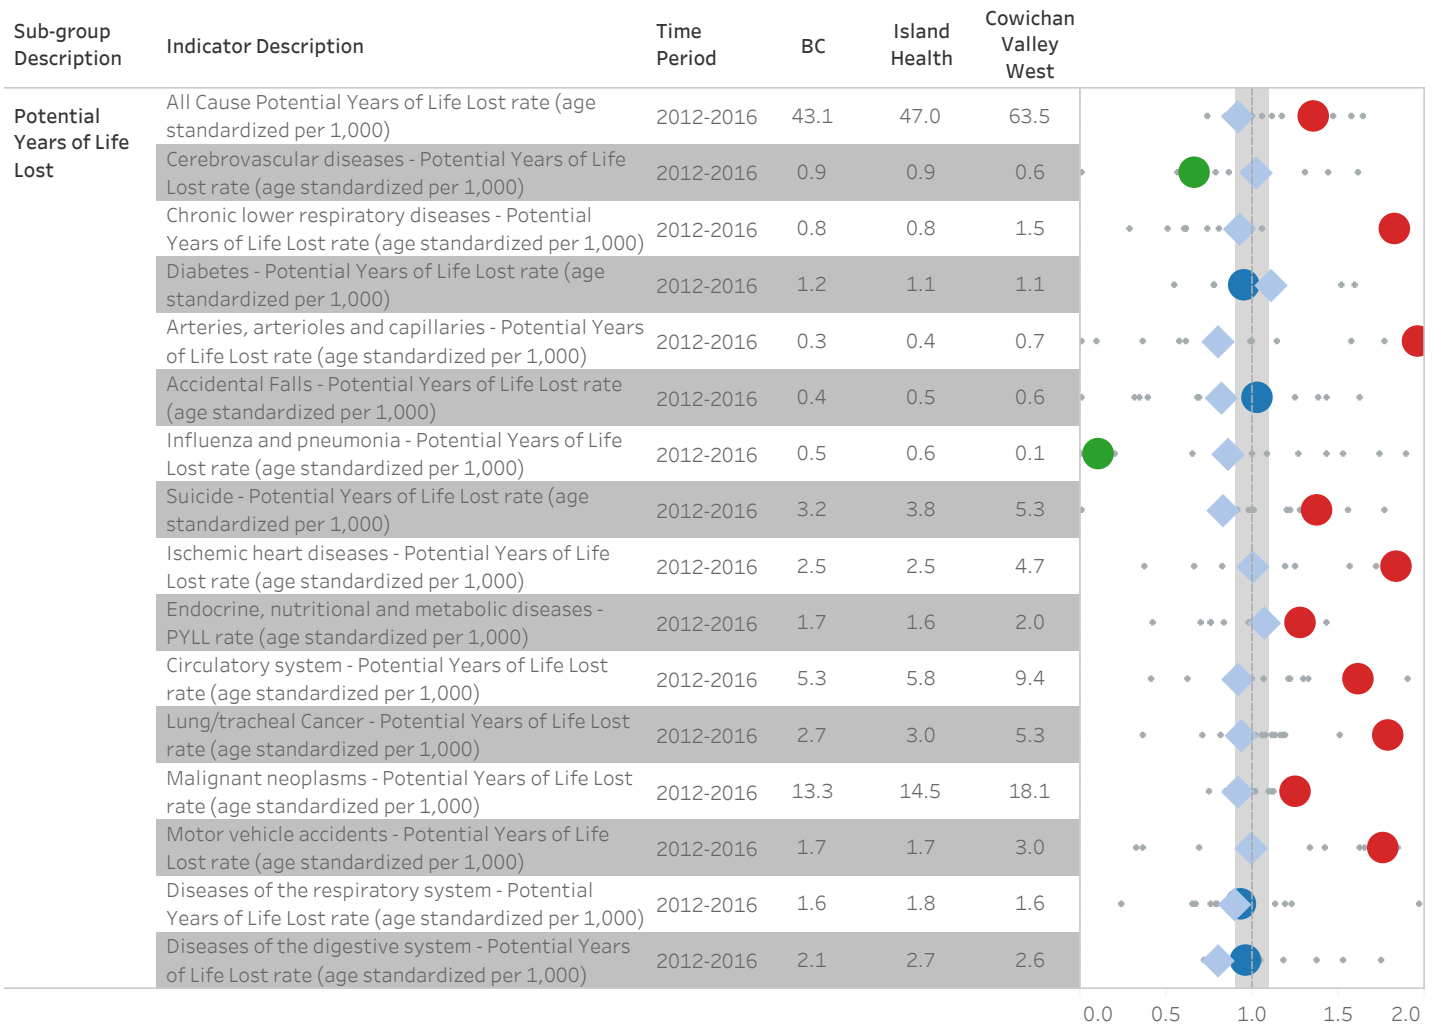 Sub-group
Description
Indicator Description
Time
Period
BC
Island
Health
Cowichan
Valley
West
Potential
Years of Life
Lost
All Cause Potential Years of Life Lost rate (age
standardized per 1,000)
2012-2016 43.1 47.0 63.5
Cerebrovascular diseases - Potential Years of Life
Lost rate (age standardized per 1,000)
2012-2016 0.9 0.9 0.6
Chronic lower respiratory diseases - Potential
Years of Life Lost rate (age standardized per 1,000)
2012-2016 0.8 0.8 1.5
Diabetes - Potential Years of Life Lost rate (age
standardized per 1,000)
2012-2016 1.2 1.1 1.1
Arteries, arterioles and capillaries - Potential Years
of Life Lost rate (age standardized per 1,000)
2012-2016 0.3 0.4 0.7
Accidental Falls - Potential Years of Life Lost rate
(age standardized per 1,000)
2012-2016 0.4 0.5 0.6
Influenza and pneumonia - Potential Years of Life
Lost rate (age standardized per 1,000)
2012-2016 0.5 0.6 0.1
Suicide - Potential Years of Life Lost rate (age
standardized per 1,000)
2012-2016 3.2 3.8 5.3
Ischemic heart diseases - Potential Years of Life
Lost rate (age standardized per 1,000)
2012-2016 2.5 2.5 4.7
Endocrine, nutritional and metabolic diseases -
PYLL rate (age standardized per 1,000)
2012-2016 1.7 1.6 2.0
Circulatory system - Potential Years of Life Lost
rate (age standardized per 1,000)
2012-2016 5.3 5.8 9.4
Lung/tracheal Cancer - Potential Years of Life Lost
rate (age standardized per 1,000)
2012-2016 2.7 3.0 5.3
Malignant neoplasms - Potential Years of Life Lost
rate (age standardized per 1,000)
2012-2016 13.3 14.5 18.1
Motor vehicle accidents - Potential Years of Life
Lost rate (age standardized per 1,000)
2012-2016 1.7 1.7 3.0
Diseases of the respiratory system - Potential
Years of Life Lost rate (age standardized per 1,000)
2012-2016 1.6 1.8 1.6
Diseases of the digestive system - Potential Years
of Life Lost rate (age standardized per 1,000)
2012-2016 2.1 2.7 2.6
0.0 0.5 1.0 1.5 2.0